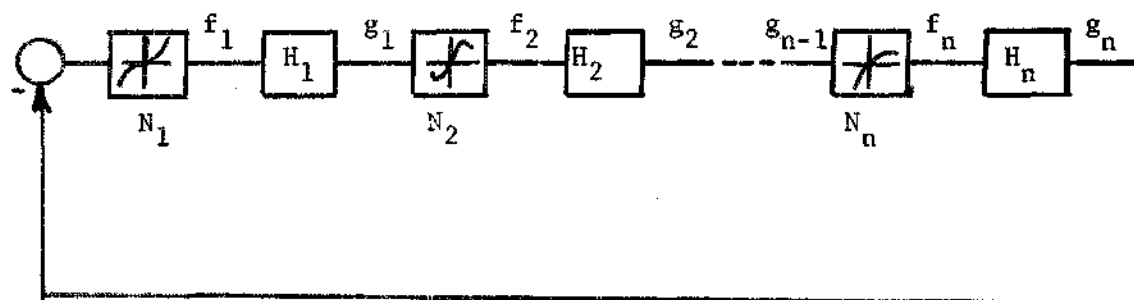 f₁ g₁ f₂ g₂ gₙ₋₁ fₙ gₙ
H₁ H₂ Hₙ
-
N₁ N₂ Nₙ